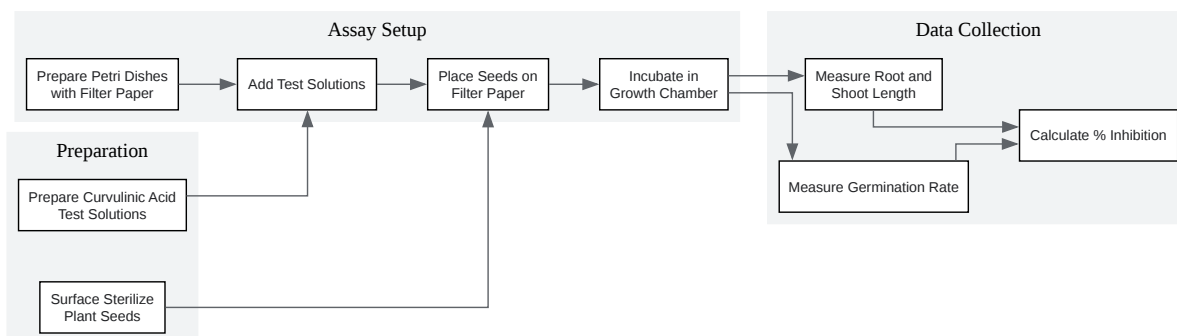 Assay Setup
Prepare Petri Dishes
with Filter Paper
Add Test Solutions
Place Seeds on
Filter Paper
Incubate in
Growth Chamber
Data Collection
Measure Root and
Shoot Length
Calculate % Inhibition
Measure Germination Rate
Preparation
Prepare Curvulinic Acid
Test Solutions
Surface Sterilize
Plant Seeds